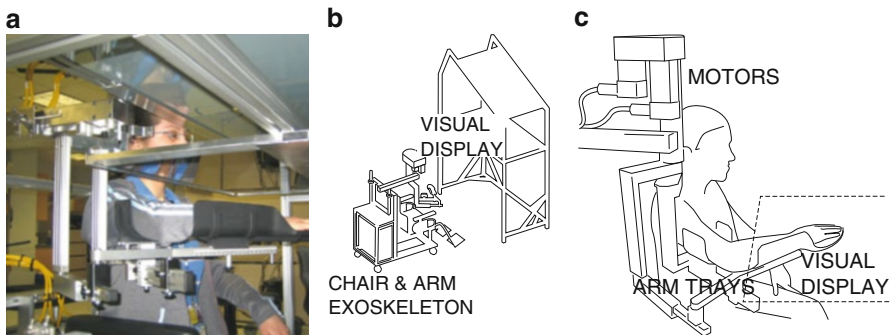 a
b
VISUAL
DISPLAY
CHAIR & ARM
EXOSKELETON
c
MOTORS
ARM TRAYS
VISUAL
DISPLAY